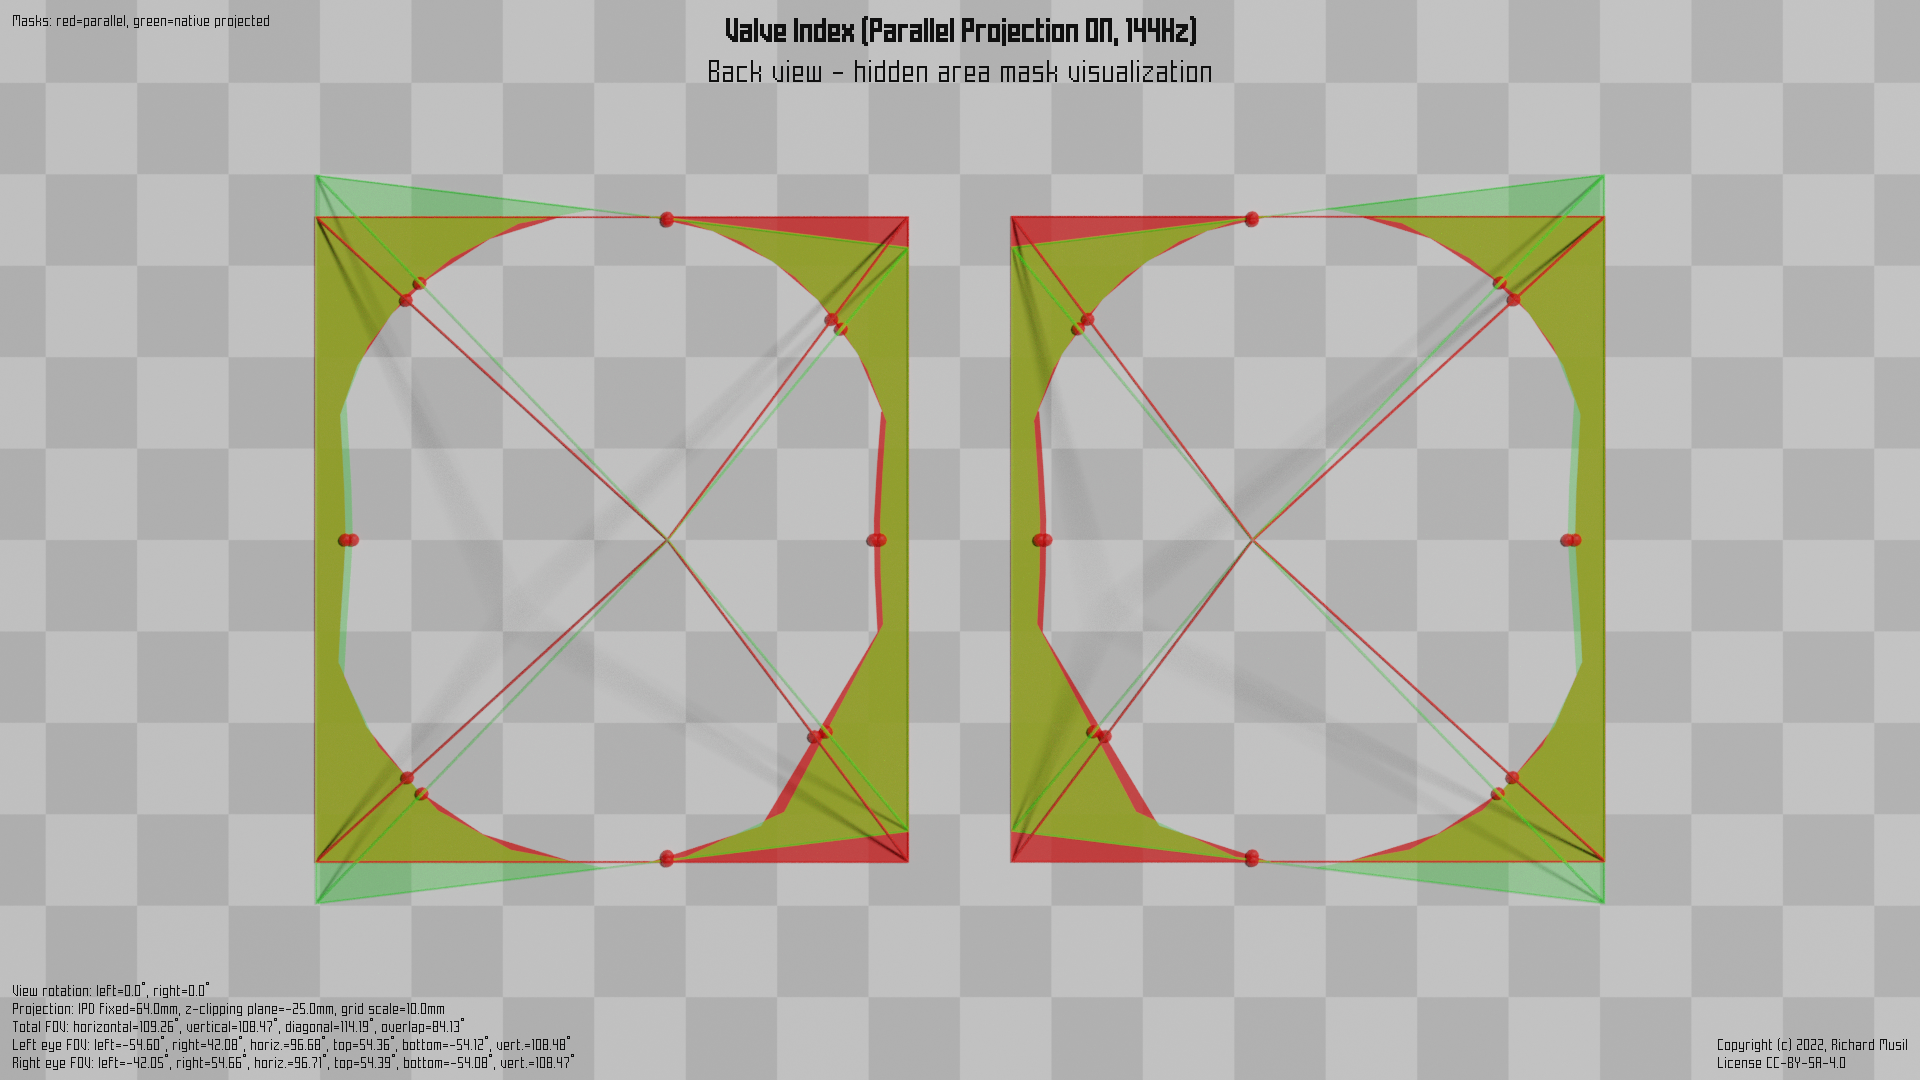 Masks: red=parallel, green=native projected
Valve Index (Parallel Projection ON, 144Hz)
Back view - hidden area mask visualization
View rotation: left=0.0°, right=0.0°
Projection: IPD fixed=64.0mm, z-clipping plane=-25.0mm, grid scale=10.0mm
Total FOV: horizontal=109.26°, vertical=108.47°, diagonal=114.19°, overlap=84.13°
Left eye FOV: left=-54.60°, right=42.08°, horiz.=96.68°, top=54.36°, bottom=-54.12°, vert.=108.48°
Right eye FOV: left=-42.05°, right=54.66°, horiz.=96.71°, top=54.39°, bottom=-54.08°, vert.=108.47°
Copyright (c) 2022, Richard Musil
License CC-BY-SA-4.0